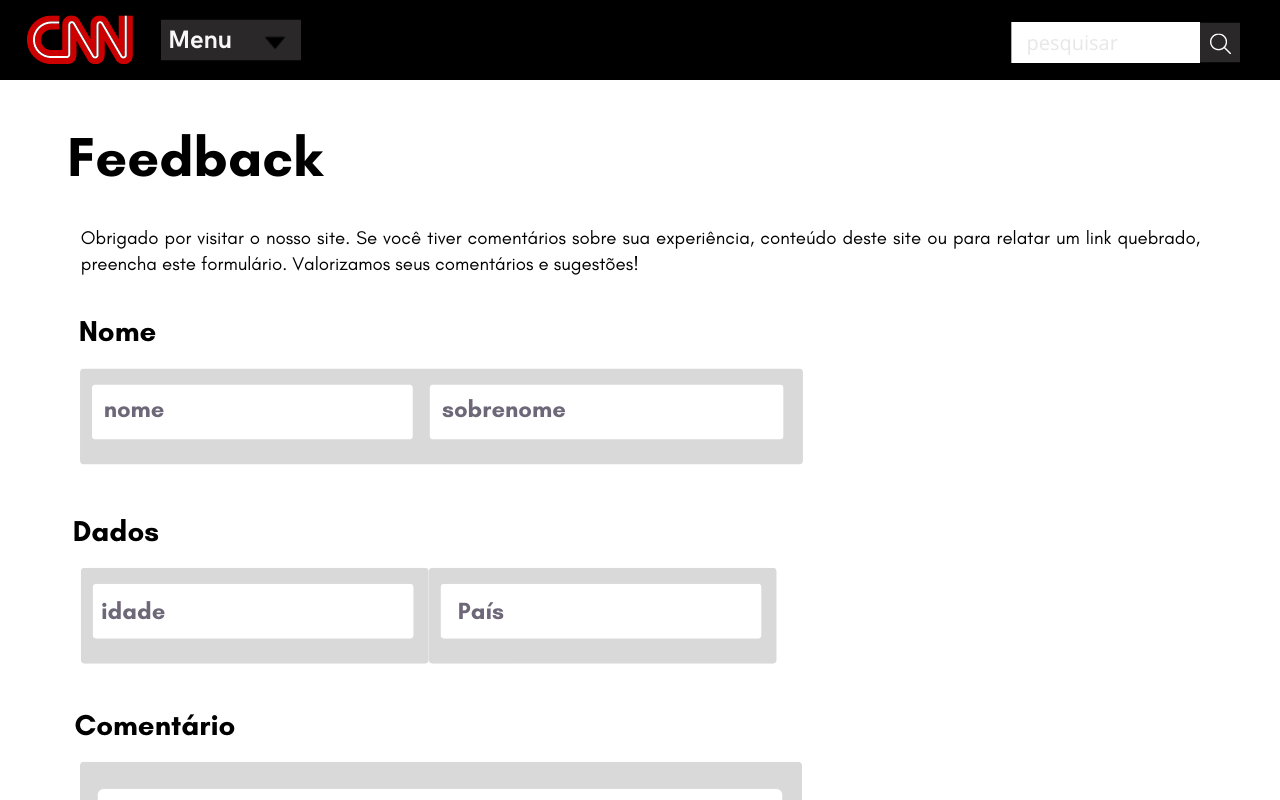 CNN Menu pesquisar
Feedback
Obrigado por visitar o nosso site. Se você tiver comentários sobre sua experiência, conteúdo deste site ou para relatar um link quebrado,
preencha este formulário. Valorizamos seus comentários e sugestões!
Nome
nome sobrenome
Dados
idade País
Comentário